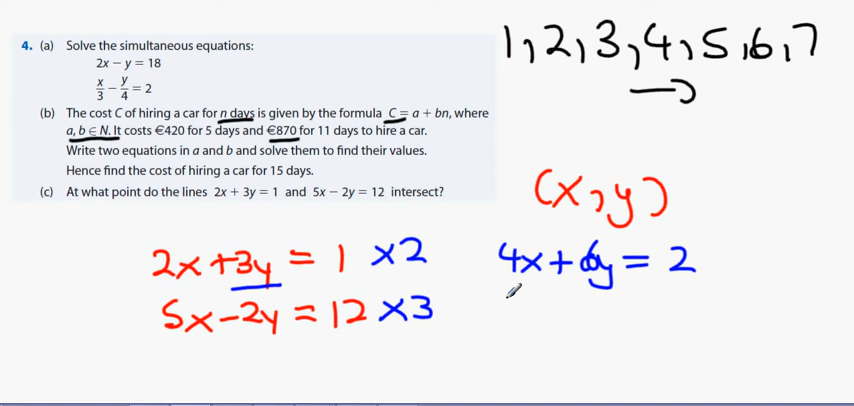 4. (a) Solve the simultaneous equations:
2x − y = 18
x/3 − y/4 = 2
(b) The cost C of hiring a car for n days is given by the formula C = a + bn, where
a, b ∈ N. It costs €420 for 5 days and €870 for 11 days to hire a car.
Write two equations in a and b and solve them to find their values.
Hence find the cost of hiring a car for 15 days.
(c) At what point do the lines 2x + 3y = 1 and 5x − 2y = 12 intersect?
1, 2, 3, 4, 5, 6, 7
(x, y)
2x + 3y = 1 ×2
4x + 6y = 2
5x − 2y = 12 ×3